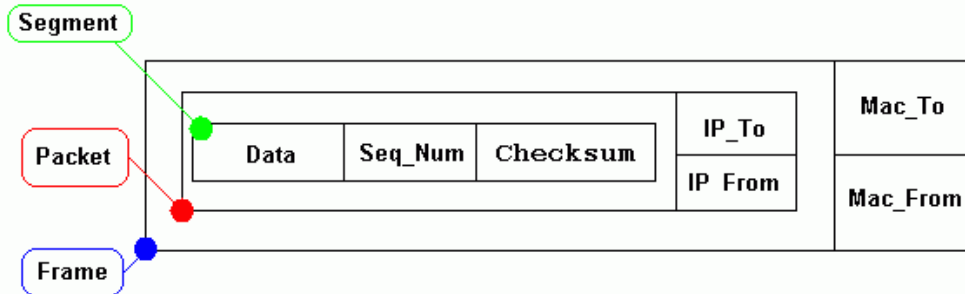 Segment
Mac_To
IP_To
Packet
Data
Seq_Num
Checksum
IP From
Mac_From
Frame